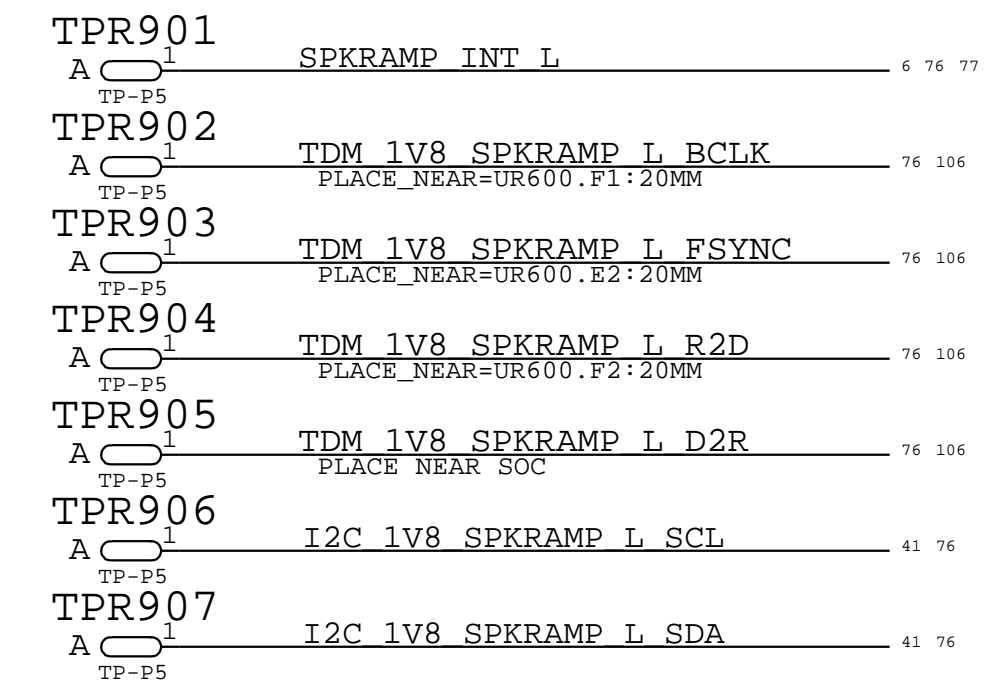 TPR901
A 1 SPKRAMP_INT_L 6 76 77
TP-P5
TPR902
A 1 TDM_1V8_SPKRAMP_L_BCLK 76 106
TP-P5 PLACE_NEAR=UR600.F1:20MM
TPR903
A 1 TDM_1V8_SPKRAMP_L_FSYNC 76 106
TP-P5 PLACE_NEAR=UR600.E2:20MM
TPR904
A 1 TDM_1V8_SPKRAMP_L_R2D 76 106
TP-P5 PLACE_NEAR=UR600.F2:20MM
TPR905
A 1 TDM_1V8_SPKRAMP_L_D2R 76 106
TP-P5 PLACE NEAR SOC
TPR906
A 1 I2C_1V8_SPKRAMP_L_SCL 41 76
TP-P5
TPR907
A 1 I2C_1V8_SPKRAMP_L_SDA 41 76
TP-P5